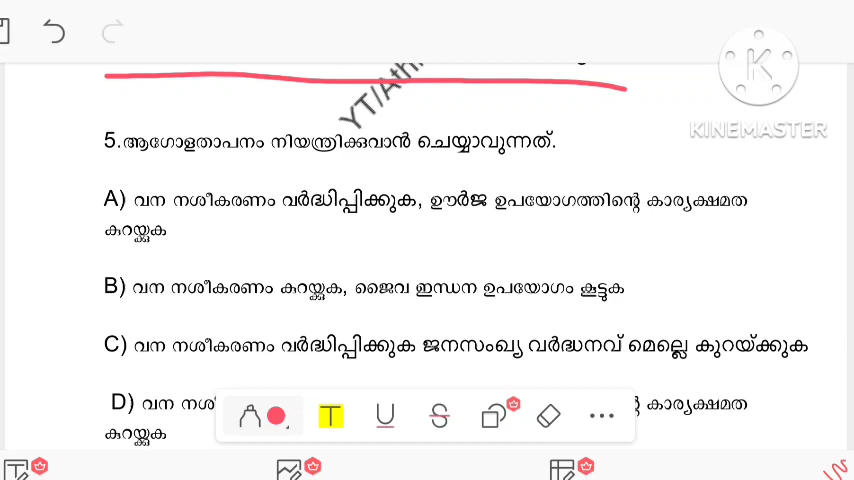 YT/Ath
KINEMASTER
5.ആഗോളതാപനം നിയന്ത്രിക്കുവാൻ ചെയ്യാവുന്നത്.
A) വന നശീകരണം വർദ്ധിപ്പിക്കുക, ഊർജ ഉപയോഗത്തിന്റെ കാര്യക്ഷമത
കുറയ്ക്കുക
B) വന നശീകരണം കുറയ്ക്കുക, ജൈവ ഇന്ധന ഉപയോഗം കൂട്ടുക
C) വന നശീകരണം വർദ്ധിപ്പിക്കുക ജനസംഖ്യ വർദ്ധനവ് മെല്ലെ കുറയ്ക്കുക
D) വന കാര്യക്ഷമത
കുറയ്ക്കുക